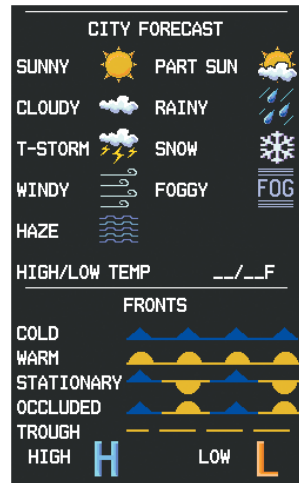 CITY FORECAST
SUNNY PART SUN
CLOUDY RAINY
T-STORM SNOW
WINDY FOGGY FOG
HAZE
HIGH/LOW TEMP __/__F
FRONTS
COLD
WARM
STATIONARY
OCCLUDED
TROUGH
HIGH H LOW L